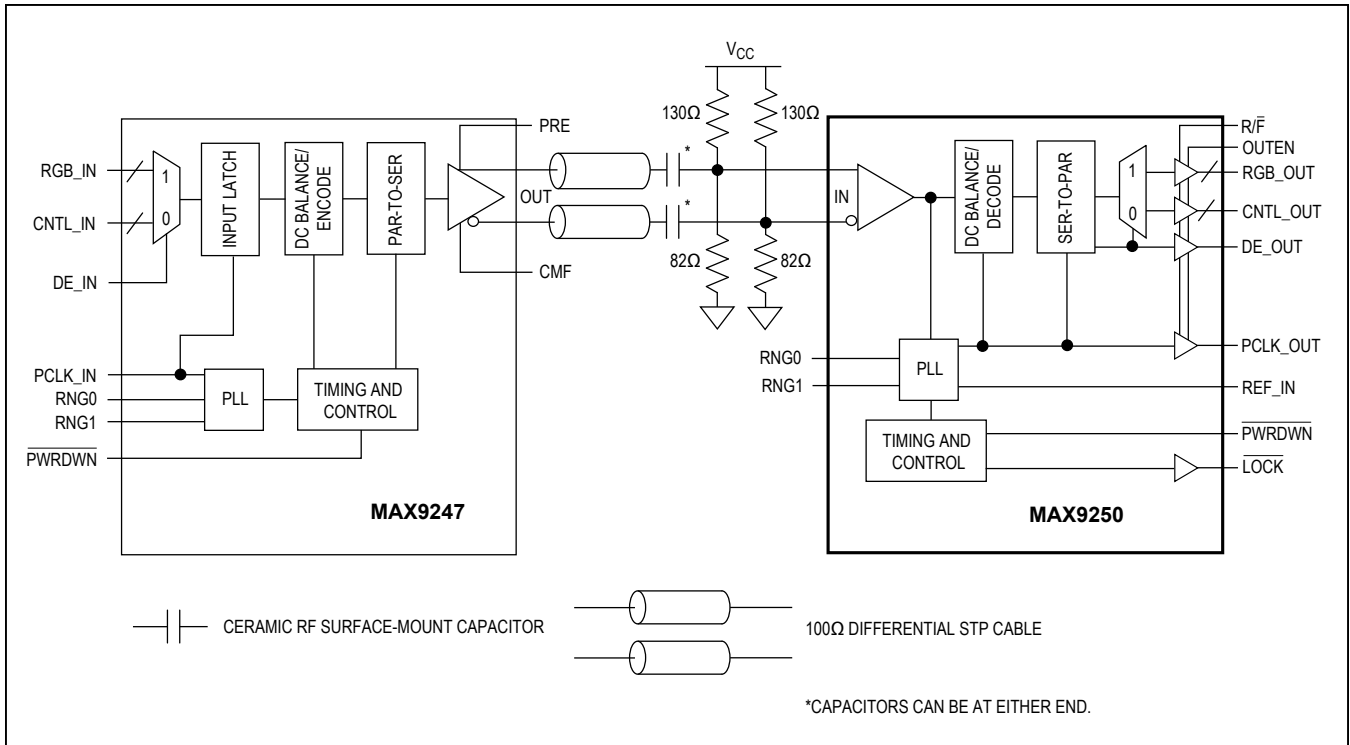 VCC
130Ω
130Ω
*
*
82Ω
82Ω
RGB_IN
CNTL_IN
DE_IN
PCLK_IN
RNG0
RNG1
PWRDWN
1
0
INPUT LATCH
DC BALANCE/
ENCODE
PAR-TO-SER
PRE
OUT
CMF
PLL
TIMING AND
CONTROL
MAX9247
IN
DC BALANCE/
DECODE
SER-TO-PAR
1
0
R/F
OUTEN
RGB_OUT
CNTL_OUT
DE_OUT
PCLK_OUT
RNG0
RNG1
PLL
REF_IN
TIMING AND
CONTROL
PWRDWN
LOCK
MAX9250
CERAMIC RF SURFACE-MOUNT CAPACITOR
100Ω DIFFERENTIAL STP CABLE
*CAPACITORS CAN BE AT EITHER END.